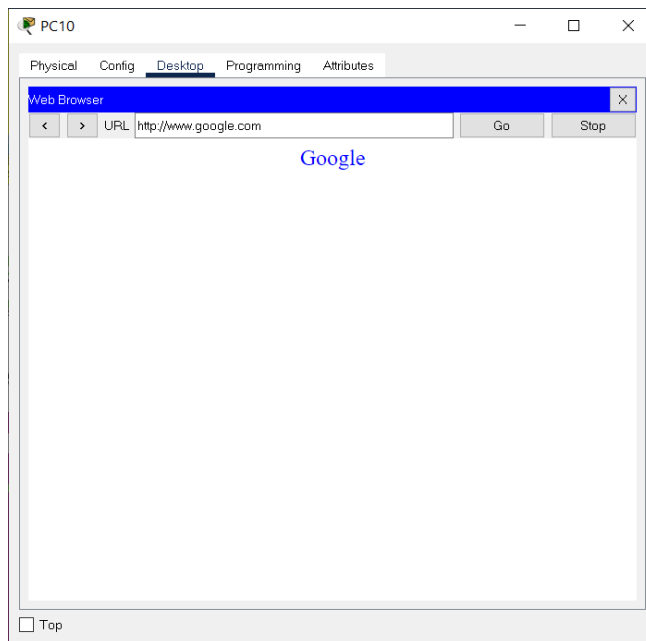 PC10
Physical Config Desktop Programming Attributes
Web Browser X
< > URL http://www.google.com Go Stop
Google
Top